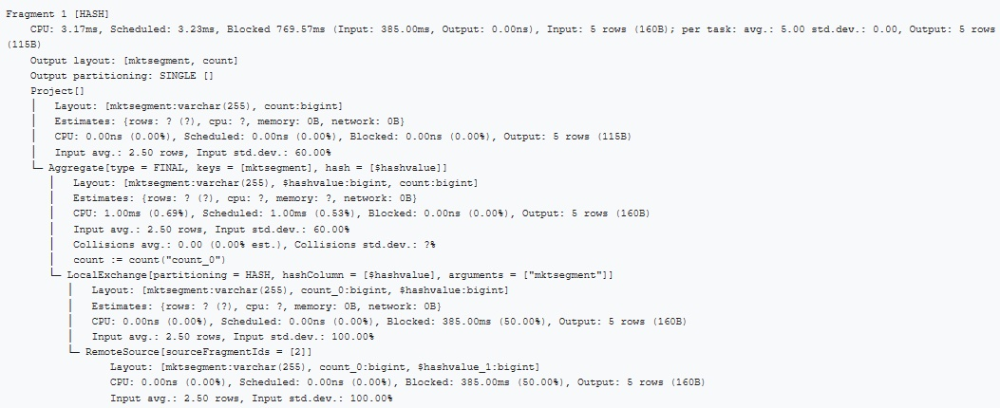 Fragment 1 [HASH]
CPU: 3.17ms, Scheduled: 3.23ms, Blocked 769.57ms (Input: 385.00ms, Output: 0.00ns), Input: 5 rows (160B); per task: avg.: 5.00 std.dev.: 0.00, Output: 5 rows
(115B)
Output layout: [mktsegment, count]
Output partitioning: SINGLE []
Project[]
│ Layout: [mktsegment:varchar(255), count:bigint]
│ Estimates: {rows: ? (?), cpu: ?, memory: 0B, network: 0B}
│ CPU: 0.00ns (0.00%), Scheduled: 0.00ns (0.00%), Blocked: 0.00ns (0.00%), Output: 5 rows (115B)
│ Input avg.: 2.50 rows, Input std.dev.: 60.00%
└─ Aggregate[type = FINAL, keys = [mktsegment], hash = [$hashvalue]]
│ Layout: [mktsegment:varchar(255), $hashvalue:bigint, count:bigint]
│ Estimates: {rows: ? (?), cpu: ?, memory: ?, network: 0B}
│ CPU: 1.00ms (0.69%), Scheduled: 1.00ms (0.53%), Blocked: 0.00ns (0.00%), Output: 5 rows (160B)
│ Input avg.: 2.50 rows, Input std.dev.: 60.00%
│ Collisions avg.: 0.00 (0.00% est.), Collisions std.dev.: ?%
│ count := count("count_0")
└─ LocalExchange[partitioning = HASH, hashColumn = [$hashvalue], arguments = ["mktsegment"]]
│ Layout: [mktsegment:varchar(255), count_0:bigint, $hashvalue:bigint]
│ Estimates: {rows: ? (?), cpu: ?, memory: 0B, network: 0B}
│ CPU: 0.00ns (0.00%), Scheduled: 0.00ns (0.00%), Blocked: 385.00ms (50.00%), Output: 5 rows (160B)
│ Input avg.: 2.50 rows, Input std.dev.: 100.00%
└─ RemoteSource[sourceFragmentIds = [2]]
Layout: [mktsegment:varchar(255), count_0:bigint, $hashvalue_1:bigint]
CPU: 0.00ns (0.00%), Scheduled: 0.00ns (0.00%), Blocked: 385.00ms (50.00%), Output: 5 rows (160B)
Input avg.: 2.50 rows, Input std.dev.: 100.00%